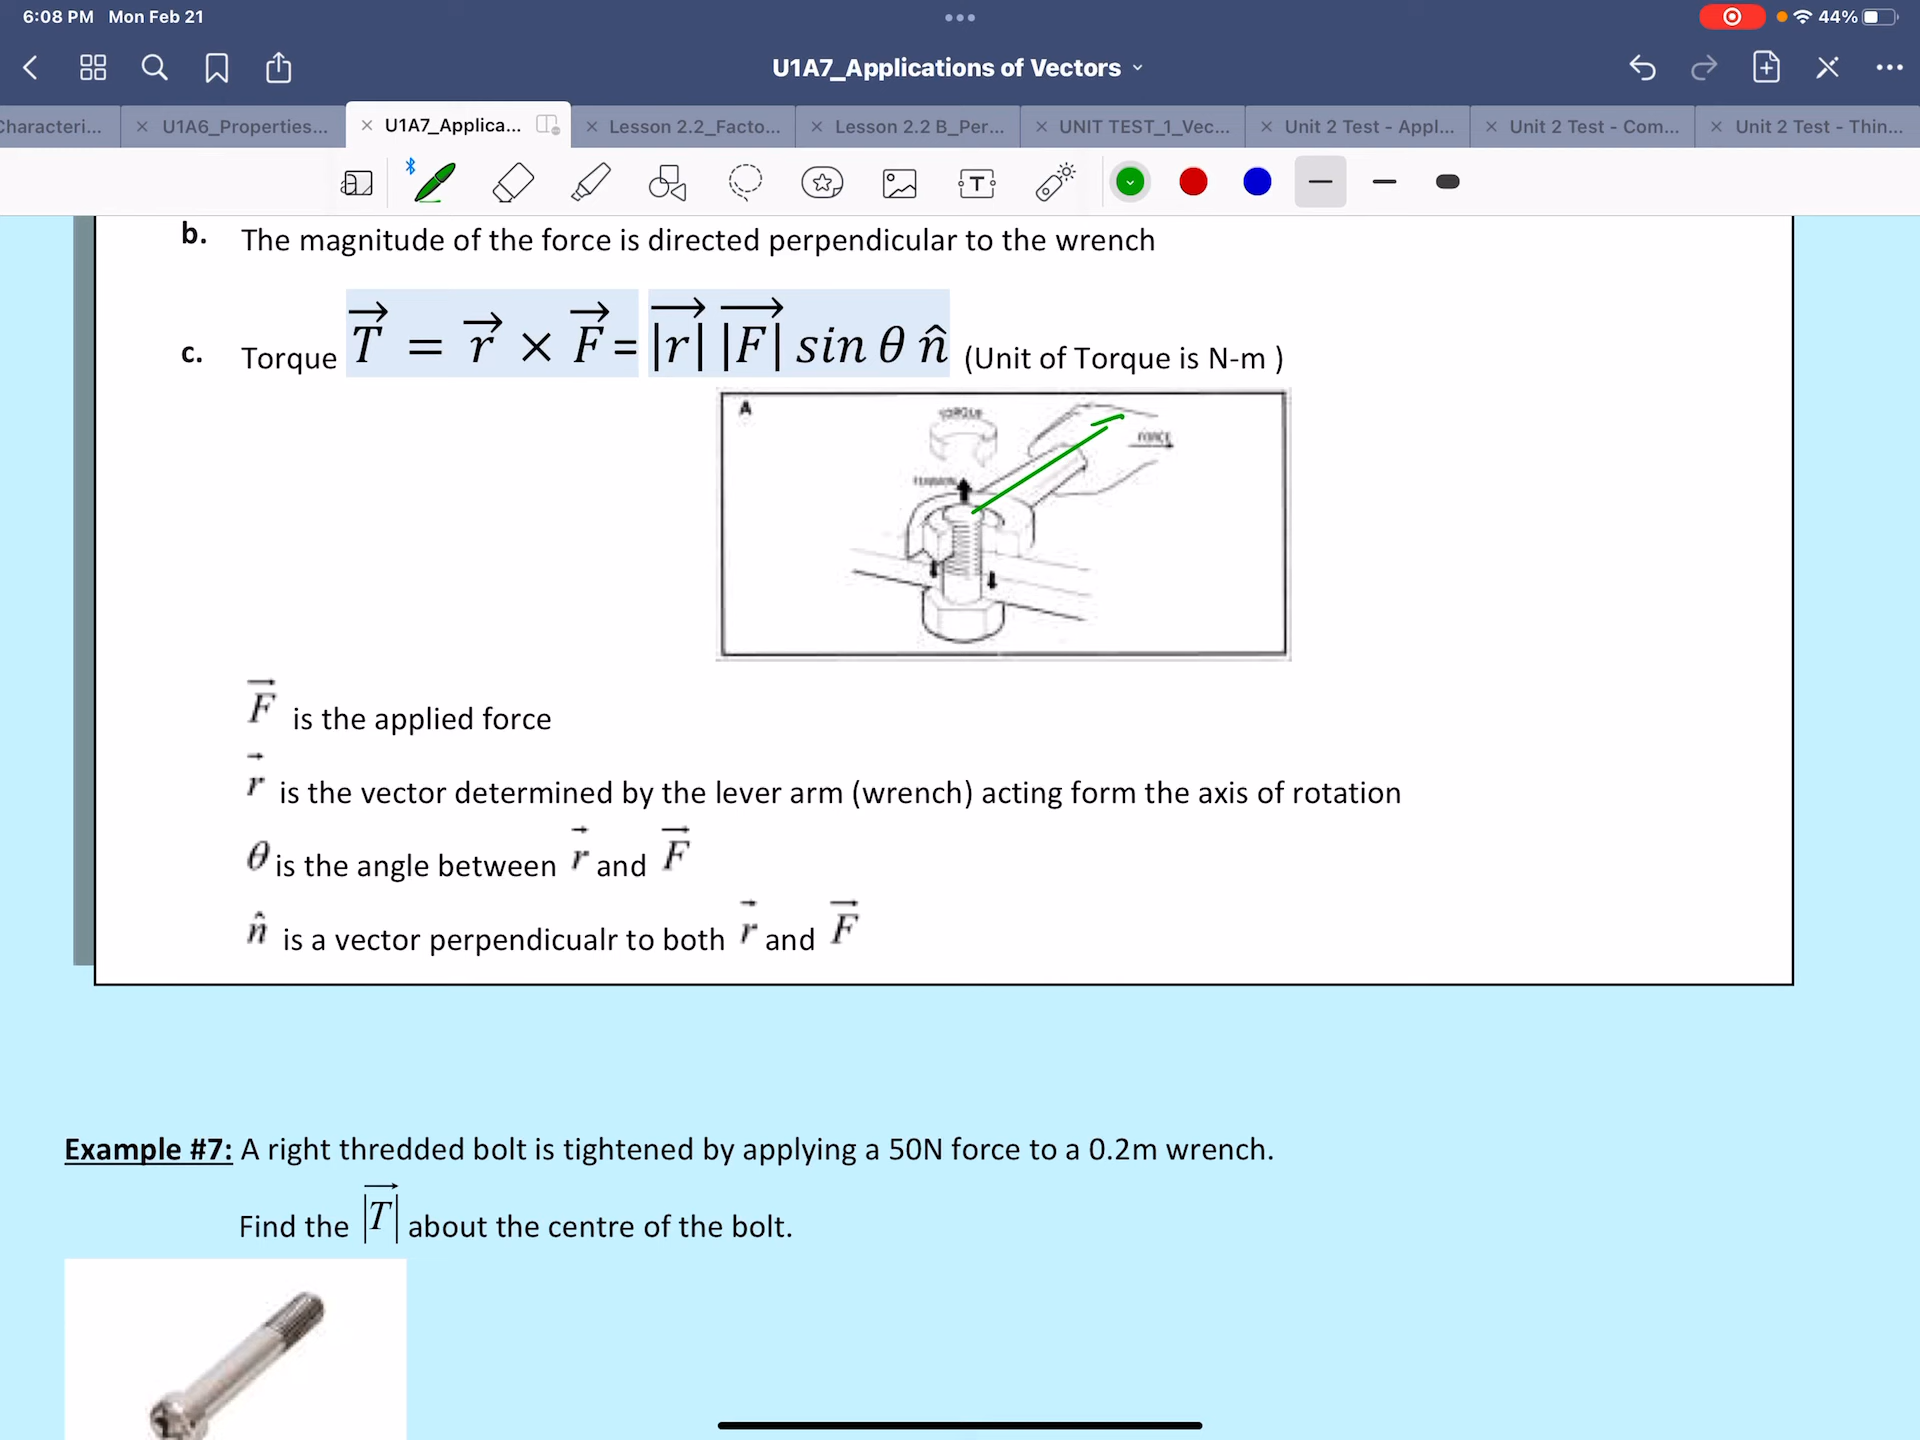 6:08 PM Mon Feb 21
44%
U1A7_Applications of Vectors
Characteri...
U1A6_Properties...
U1A7_Applica...
Lesson 2.2_Facto...
Lesson 2.2 B_Per...
UNIT TEST_1_Vec...
Unit 2 Test - Appl...
Unit 2 Test - Com...
Unit 2 Test - Thin...
b. The magnitude of the force is directed perpendicular to the wrench
c. Torque T⃗ = r⃗ × F⃗ = |r⃗| |F⃗| sin θ n̂ (Unit of Torque is N-m )
A
TORQUE
FORCE
TENSION
F⃗ is the applied force
r⃗ is the vector determined by the lever arm (wrench) acting form the axis of rotation
θ is the angle between r⃗ and F⃗
n̂ is a vector perpendicualr to both r⃗ and F⃗
Example #7: A right thredded bolt is tightened by applying a 50N force to a 0.2m wrench.
Find the |T⃗| about the centre of the bolt.